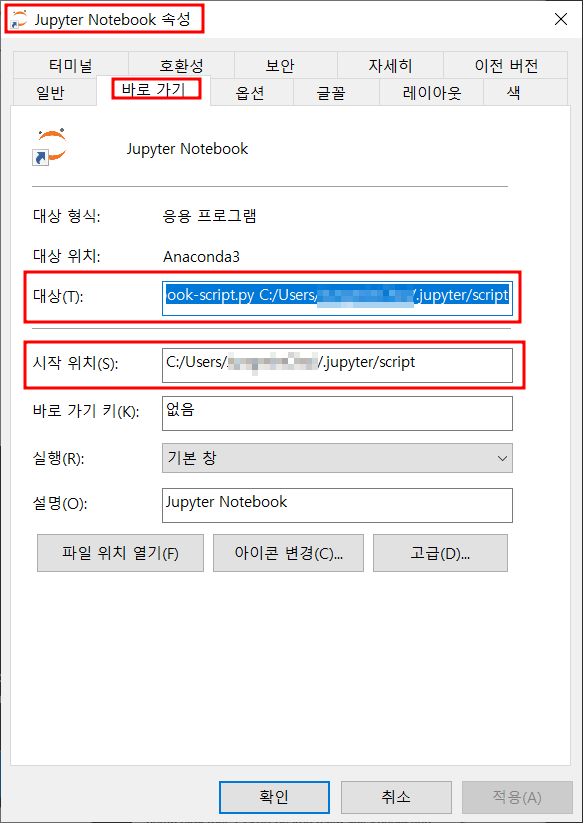 Jupyter Notebook 속성
터미널 호환성 보안 자세히 이전 버전
일반 바로 가기 옵션 글꼴 레이아웃 색
Jupyter Notebook
대상 형식: 응용 프로그램
대상 위치: Anaconda3
대상(T): ook-script.py C:/Users/ /.jupyter/script
시작 위치(S): C:/Users/ /.jupyter/script
바로 가기 키(K): 없음
실행(R): 기본 창
설명(O): Jupyter Notebook
파일 위치 열기(F) 아이콘 변경(C)... 고급(D)...
확인 취소 적용(A)